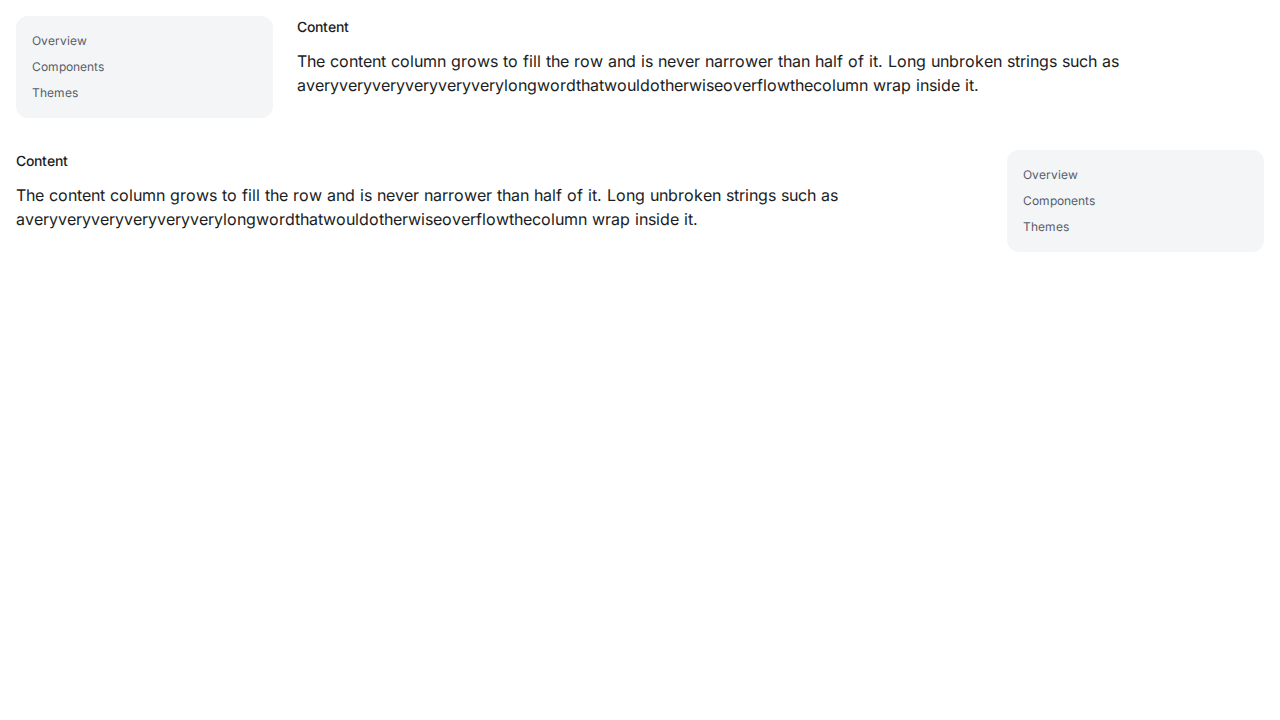 Overview
Components
Themes
Content
The content column grows to fill the row and is never narrower than half of it. Long unbroken strings such as
averyveryveryveryveryverylongwordthatwouldotherwiseoverflowthecolumn wrap inside it.
Content
The content column grows to fill the row and is never narrower than half of it. Long unbroken strings such as
averyveryveryveryveryverylongwordthatwouldotherwiseoverflowthecolumn wrap inside it.
Overview
Components
Themes